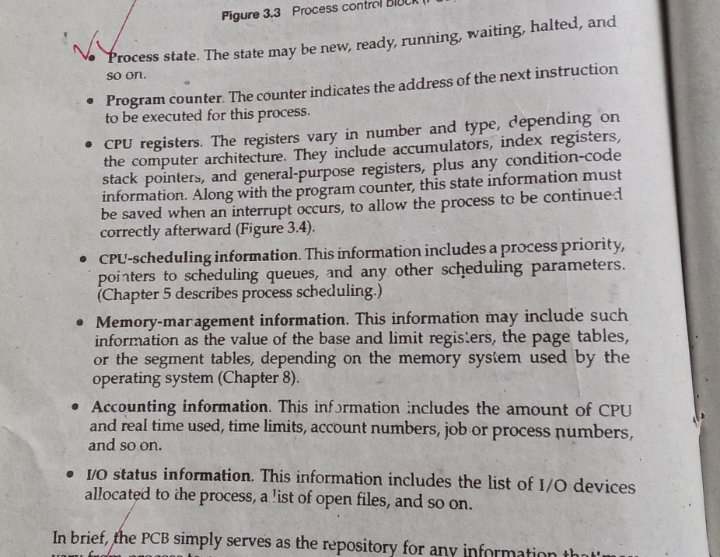 Figure 3.3 Process control block
Process state. The state may be new, ready, running, waiting, halted, and
so on.
• Program counter. The counter indicates the address of the next instruction
to be executed for this process.
• CPU registers. The registers vary in number and type, depending on
the computer architecture. They include accumulators, index registers,
stack pointers, and general-purpose registers, plus any condition-code
information. Along with the program counter, this state information must
be saved when an interrupt occurs, to allow the process to be continued
correctly afterward (Figure 3.4).
• CPU-scheduling information. This information includes a process priority,
pointers to scheduling queues, and any other scheduling parameters.
(Chapter 5 describes process scheduling.)
• Memory-management information. This information may include such
information as the value of the base and limit registers, the page tables,
or the segment tables, depending on the memory system used by the
operating system (Chapter 8).
• Accounting information. This information includes the amount of CPU
and real time used, time limits, account numbers, job or process numbers,
and so on.
• I/O status information. This information includes the list of I/O devices
allocated to the process, a list of open files, and so on.
In brief, the PCB simply serves as the repository for any information